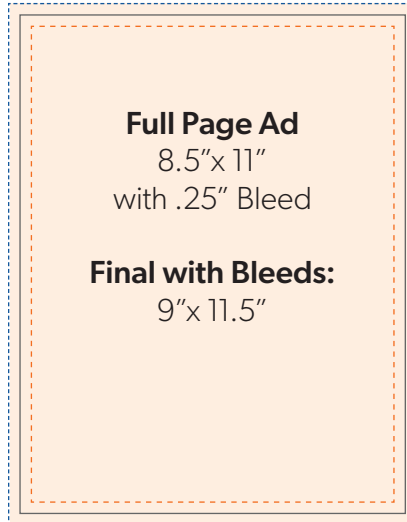 Full Page Ad
8.5”x 11”
with .25” Bleed
Final with Bleeds:
9”x 11.5”